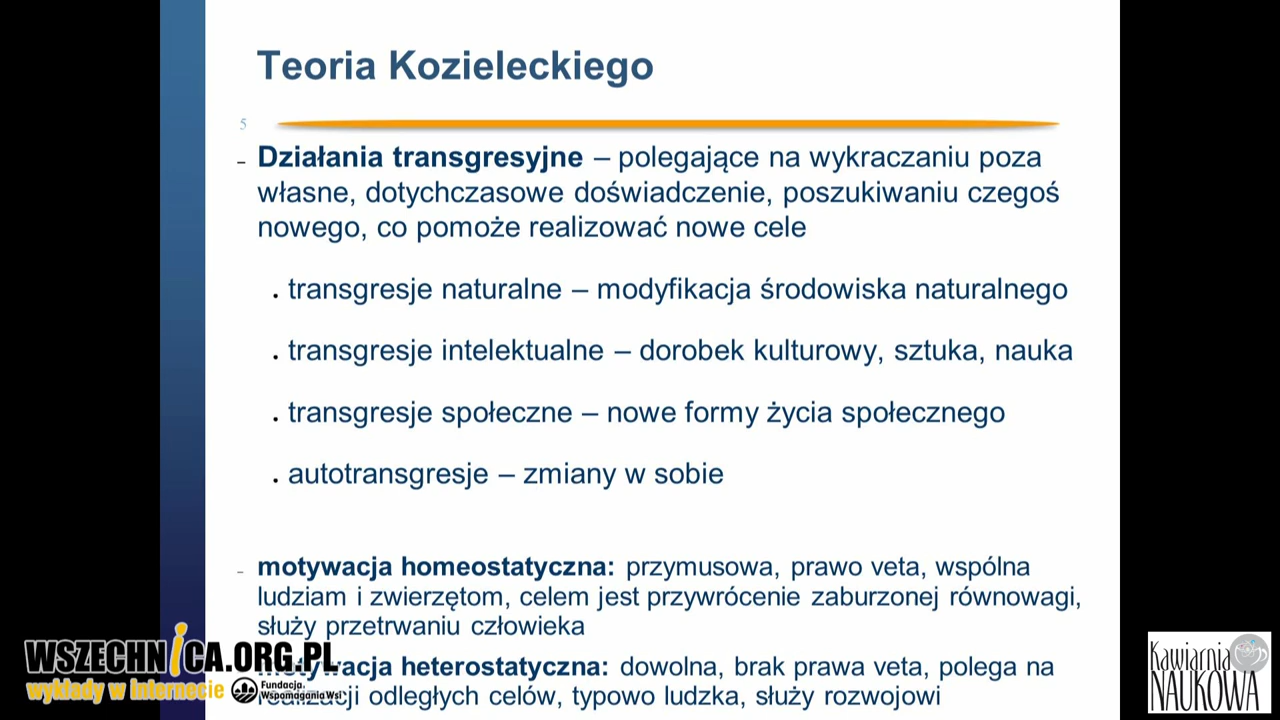 Teoria Kozieleckiego
5
– Działania transgresyjne – polegające na wykraczaniu poza
własne, dotychczasowe doświadczenie, poszukiwaniu czegoś
nowego, co pomoże realizować nowe cele
. transgresje naturalne – modyfikacja środowiska naturalnego
. transgresje intelektualne – dorobek kulturowy, sztuka, nauka
. transgresje społeczne – nowe formy życia społecznego
. autotransgresje – zmiany w sobie
– motywacja homeostatyczna: przymusowa, prawo veta, wspólna
ludziam i zwierzętom, celem jest przywrócenie zaburzonej równowagi,
służy przetrwaniu człowieka
heterostatyczna: dowolna, brak prawa veta, polega na
odległych celów, typowo ludzka, służy rozwojowi
WSZECHNICA.ORG.PL
wykłady w Internecie
Fundacja
Wspomagania Wsi
Kawiarnia
NAUKOWA